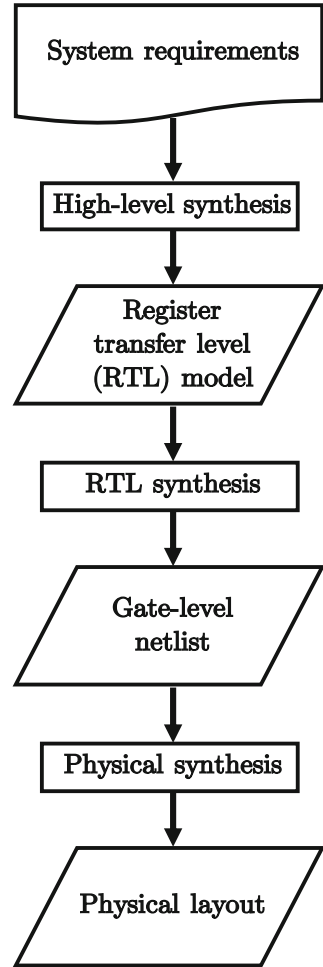 System requirements
High-level synthesis
Register
transfer level
(RTL) model
RTL synthesis
Gate-level
netlist
Physical synthesis
Physical layout